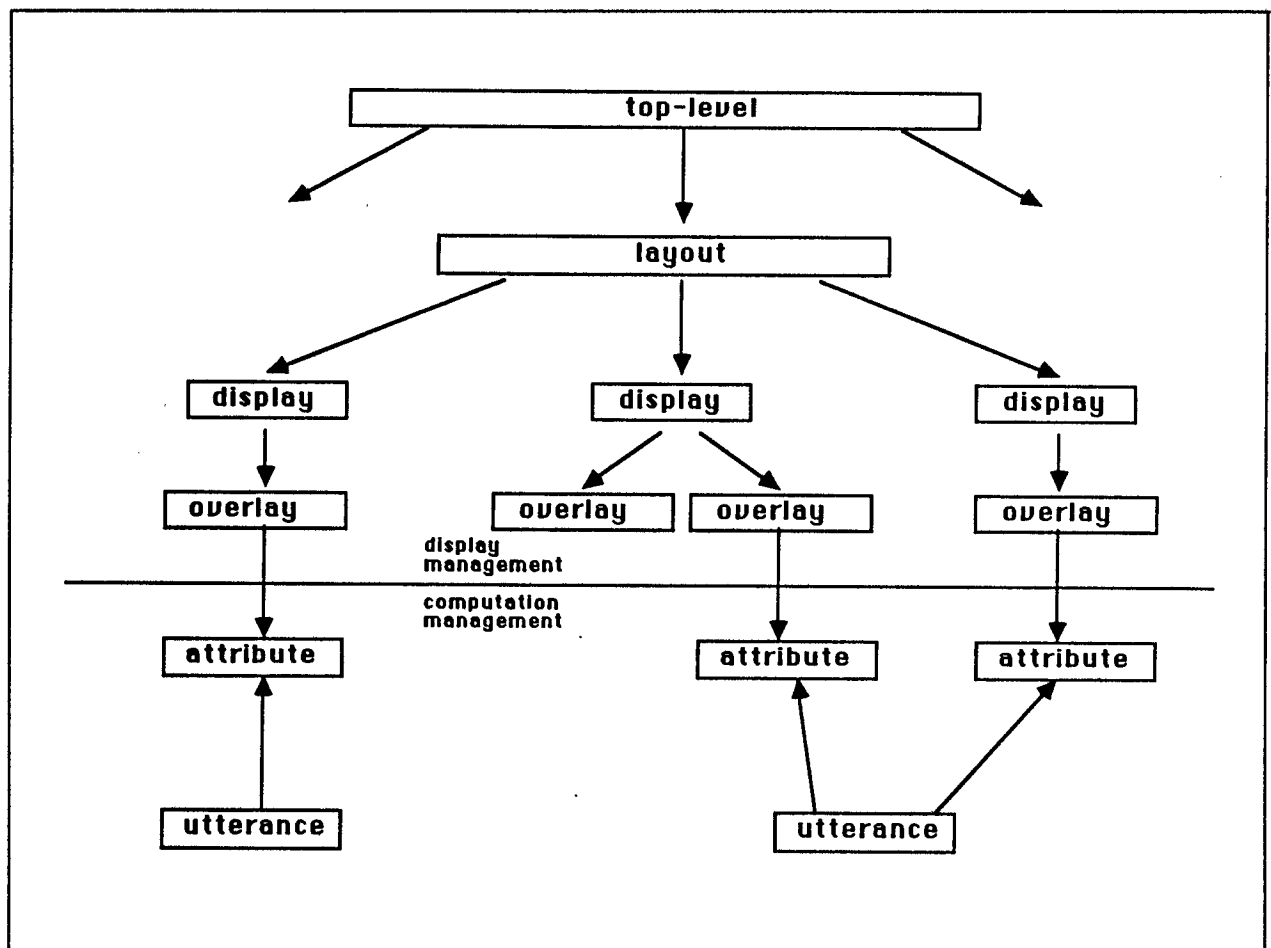 top-level
layout
display
display
display
overlay
overlay
overlay
overlay
display
management
computation
management
attribute
attribute
attribute
utterance
utterance